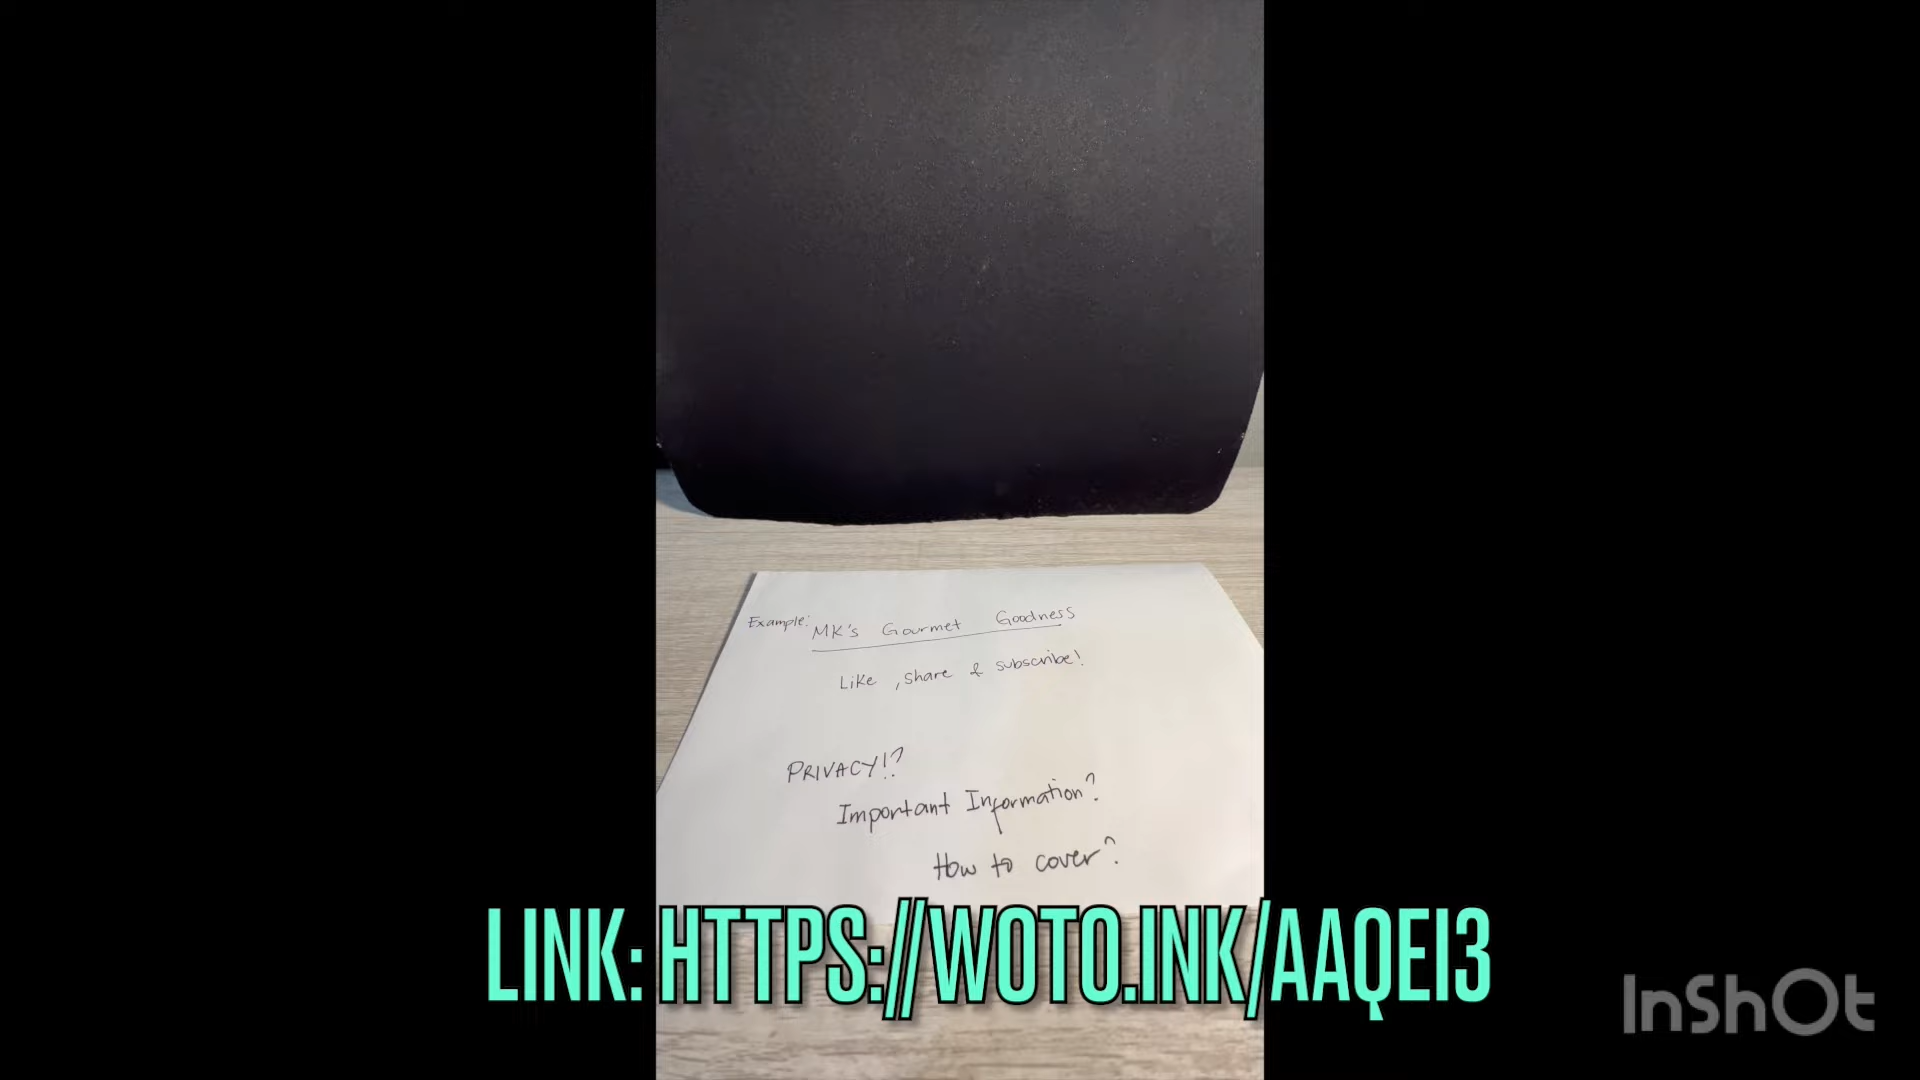 Example: MK's Gourmet Goodness
Like, share & subscribe!
PRIVACY!?
Important Information?
How to cover?
LINK: HTTPS://WOTO.INK/AAQEI3
InShOt